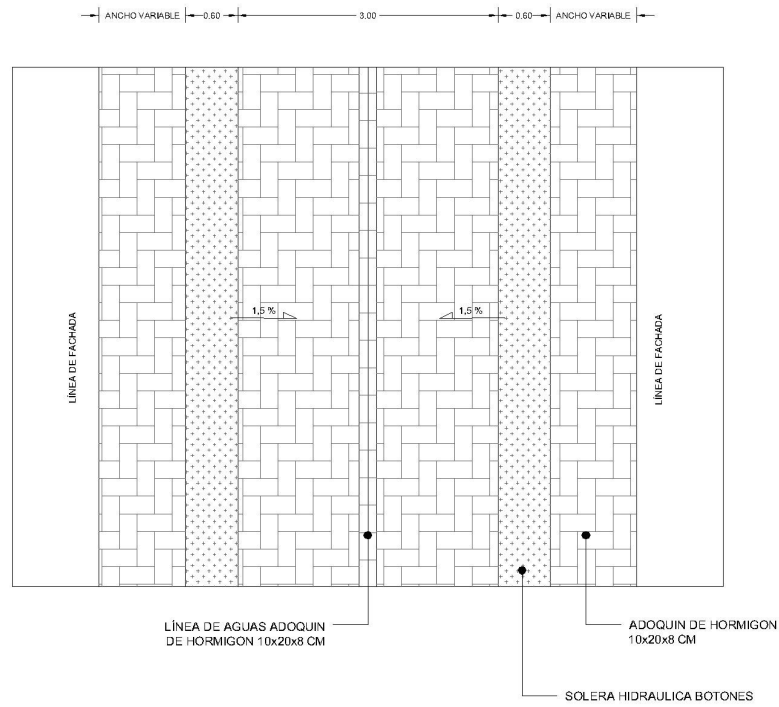 ANCHO VARIABLE
0.60
3.00
0.60
ANCHO VARIABLE
LÍNEA DE FACHADA
1,5 %
1,5 %
LÍNEA DE FACHADA
LÍNEA DE AGUAS ADOQUIN
DE HORMIGON 10x20x8 CM
ADOQUIN DE HORMIGON
10x20x8 CM
SOLERA HIDRAULICA BOTONES